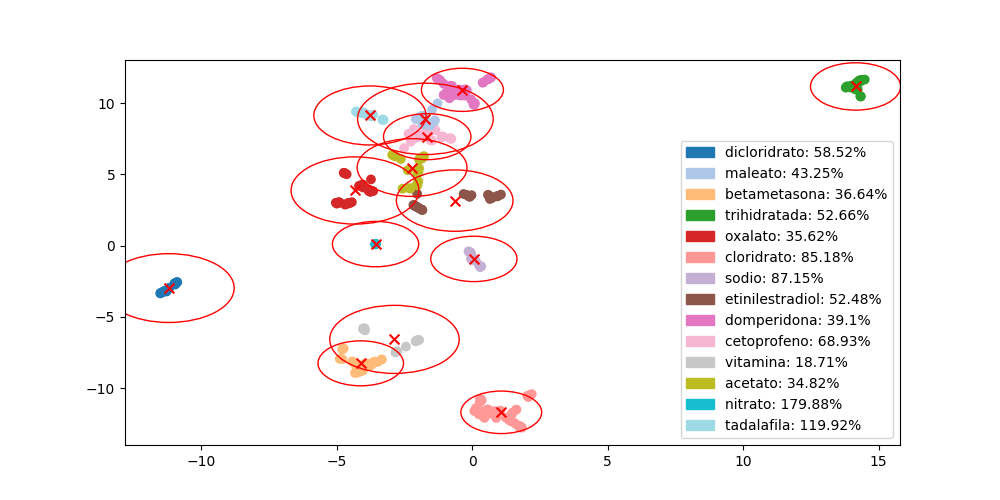 10
5
0
−5
−10
−10
−5
0
5
10
15
dicloridrato: 58.52%
maleato: 43.25%
betametasona: 36.64%
trihidratada: 52.66%
oxalato: 35.62%
cloridrato: 85.18%
sodio: 87.15%
etinilestradiol: 52.48%
domperidona: 39.1%
cetoprofeno: 68.93%
vitamina: 18.71%
acetato: 34.82%
nitrato: 179.88%
tadalafila: 119.92%